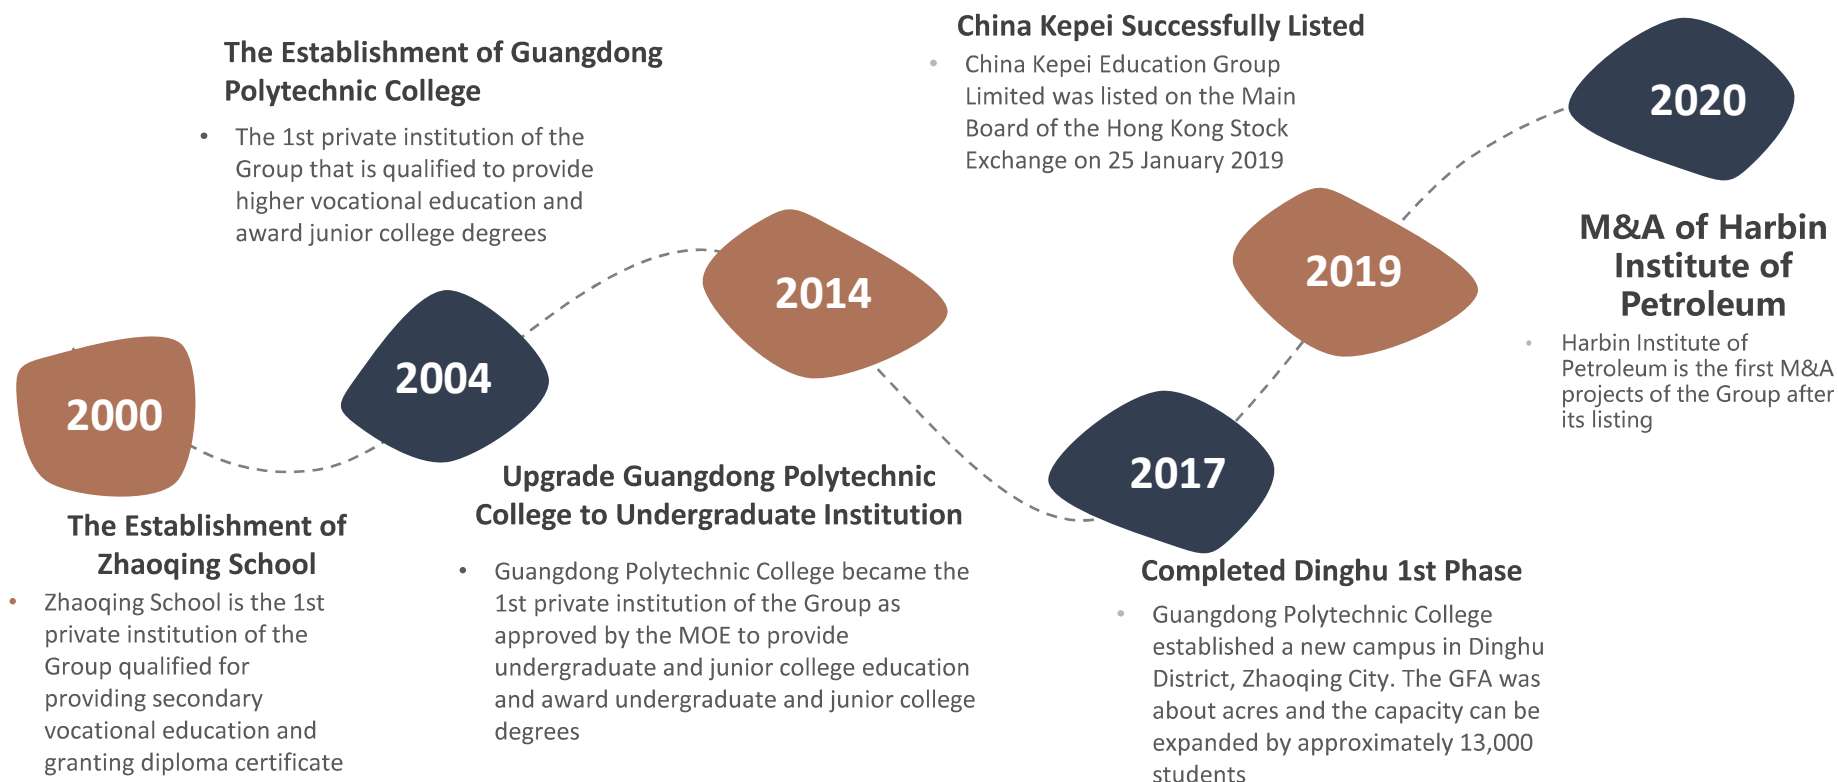 2000
The Establishment of
Zhaoqing School
• Zhaoqing School is the 1st
private institution of the
Group qualified for
providing secondary
vocational education and
granting diploma certificate
The Establishment of Guangdong
Polytechnic College
• The 1st private institution of the
Group that is qualified to provide
higher vocational education and
award junior college degrees
2004
2014
Upgrade Guangdong Polytechnic
College to Undergraduate Institution
• Guangdong Polytechnic College became the
1st private institution of the Group as
approved by the MOE to provide
undergraduate and junior college education
and award undergraduate and junior college
degrees
2017
Completed Dinghu 1st Phase
• Guangdong Polytechnic College
established a new campus in Dinghu
District, Zhaoqing City. The GFA was
about acres and the capacity can be
expanded by approximately 13,000
students
China Kepei Successfully Listed
• China Kepei Education Group
Limited was listed on the Main
Board of the Hong Kong Stock
Exchange on 25 January 2019
2019
2020
M&A of Harbin
Institute of
Petroleum
• Harbin Institute of
Petroleum is the first M&A
projects of the Group after
its listing